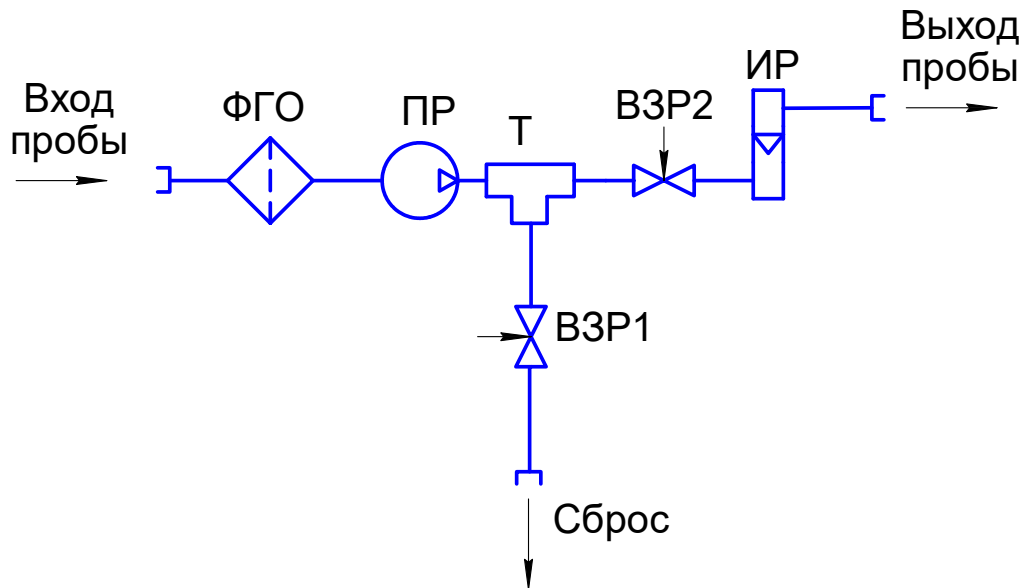 Вход
пробы
ФГО
ПР
Т
ВЗР2
ИР
Выход
пробы
ВЗР1
Сброс